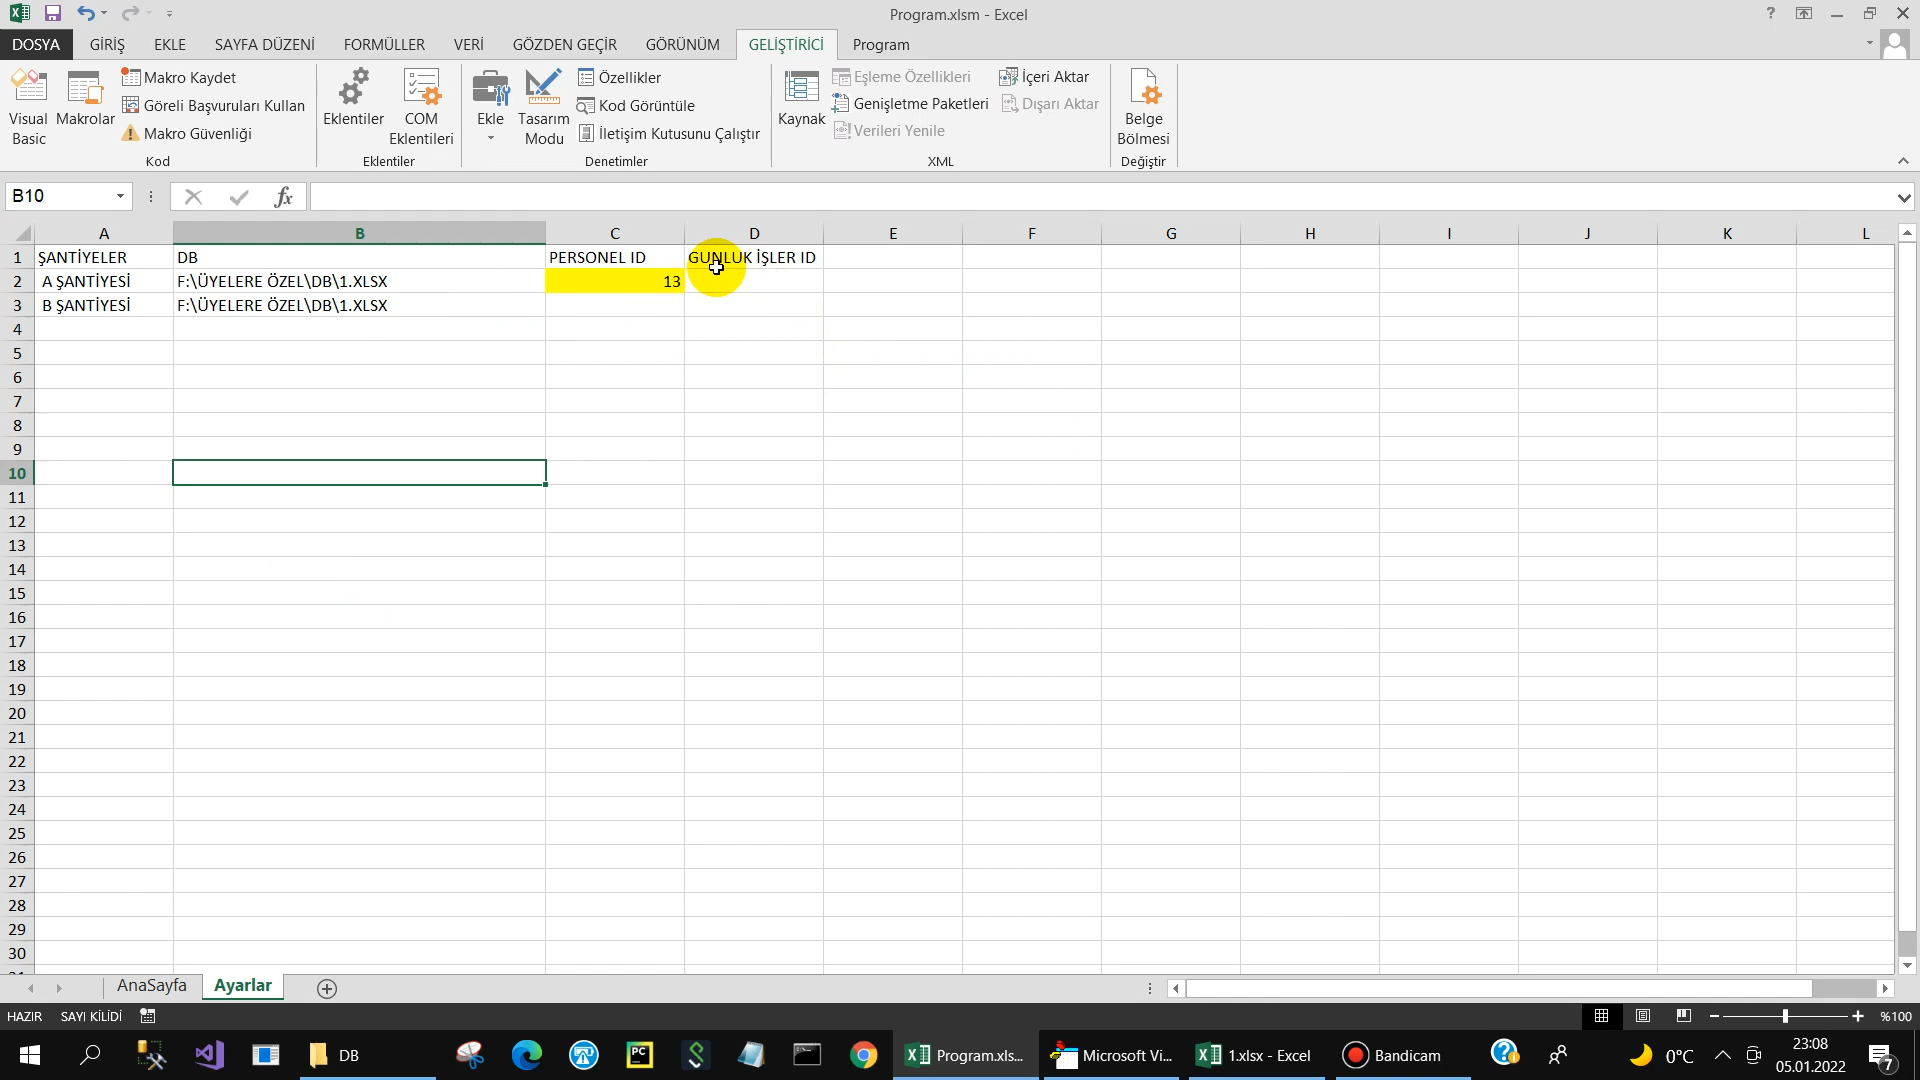 Program.xlsm - Excel
DOSYA GİRİŞ EKLE SAYFA DÜZENİ FORMÜLLER VERİ GÖZDEN GEÇİR GÖRÜNÜM GELİŞTİRİCİ Program
Visual Basic
Makrolar
Makro Kaydet
Göreli Başvuruları Kullan
Makro Güvenliği
Kod
Eklentiler
COM Eklentileri
Eklentiler
Ekle
Tasarım Modu
Özellikler
Kod Görüntüle
İletişim Kutusunu Çalıştır
Denetimler
Kaynak
Eşleme Özellikleri
Genişletme Paketleri
Verileri Yenile
İçeri Aktar
Dışarı Aktar
XML
Belge Bölmesi
Değiştir
B10
fx
A B C D E F G H I J K L
1 ŞANTİYELER DB PERSONEL ID GUNLUK İŞLER ID
2 A ŞANTİYESİ F:\ÜYELERE ÖZEL\DB\1.XLSX 13
3 B ŞANTİYESİ F:\ÜYELERE ÖZEL\DB\1.XLSX
4
5
6
7
8
9
10
11
12
13
14
15
16
17
18
19
20
21
22
23
24
25
26
27
28
29
30
AnaSayfa Ayarlar
HAZIR SAYI KİLİDİ %100
DB
PC
Program.xls...
Microsoft Vi...
1.xlsx - Excel
Bandicam
0°C
23:08
05.01.2022
7